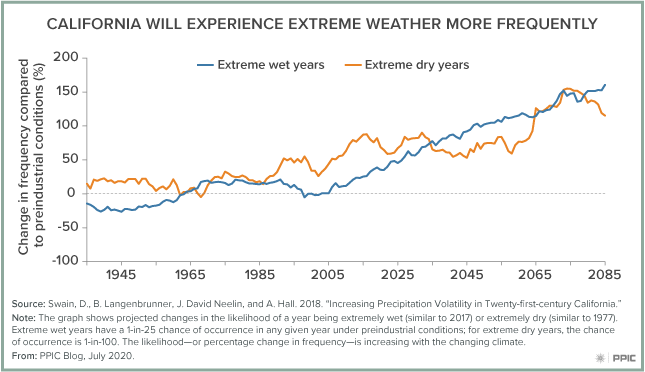 CALIFORNIA WILL EXPERIENCE EXTREME WEATHER MORE FREQUENTLY
Change in frequency compared
to preindustrial conditions (%)
Extreme wet years
Extreme dry years
200
150
100
50
0
-50
-100
1945
1965
1985
2005
2025
2045
2065
2085
Source: Swain, D., B. Langenbrunner, J. David Neelin, and A. Hall. 2018. “Increasing Precipitation Volatility in Twenty-first-century California.”
Note: The graph shows projected changes in the likelihood of a year being extremely wet (similar to 2017) or extremely dry (similar to 1977).
Extreme wet years have a 1-in-25 chance of occurrence in any given year under preindustrial conditions; for extreme dry years, the chance
of occurrence is 1-in-100. The likelihood—or percentage change in frequency—is increasing with the changing climate.
From: PPIC Blog, July 2020.
PPIC